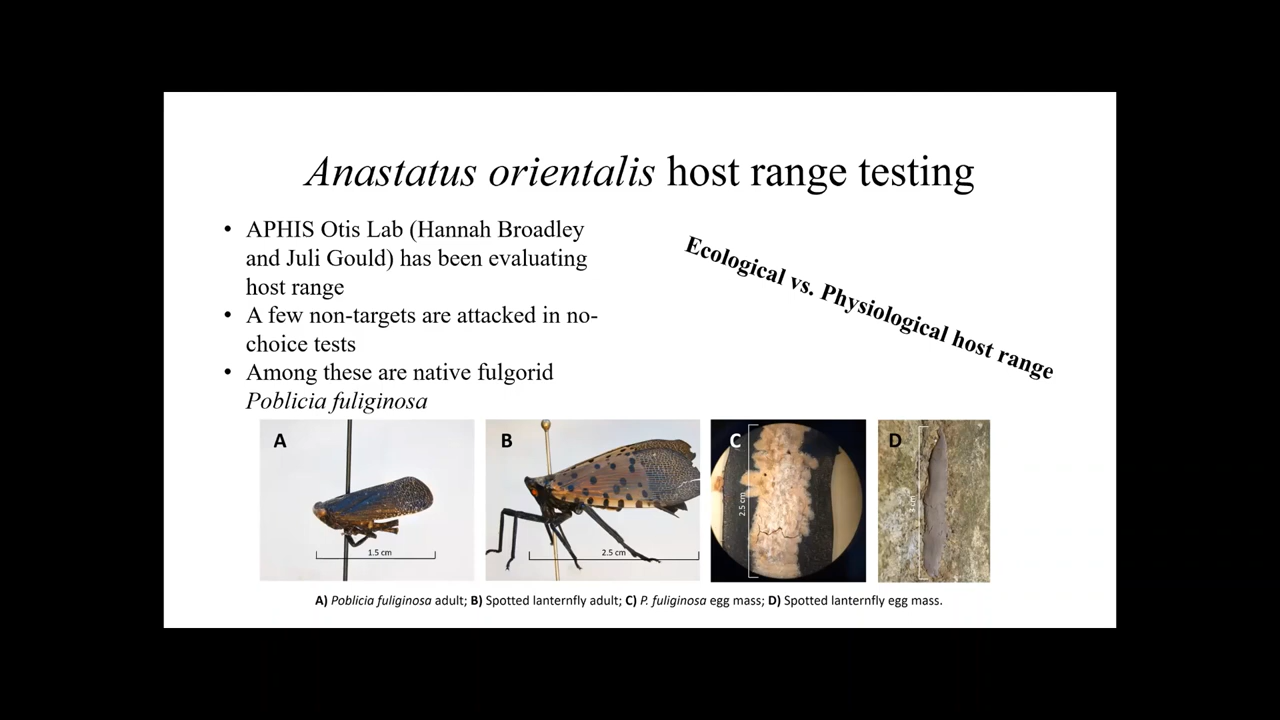 Anastatus orientalis host range testing
• APHIS Otis Lab (Hannah Broadley
and Juli Gould) has been evaluating
host range
• A few non-targets are attacked in no-
choice tests
• Among these are native fulgorid
Poblicia fuliginosa
Ecological vs. Physiological host range
A
1.5 cm
B
2.5 cm
C
2.5 cm
D
3 cm
A) Poblicia fuliginosa adult; B) Spotted lanternfly adult; C) P. fuliginosa egg mass; D) Spotted lanternfly egg mass.